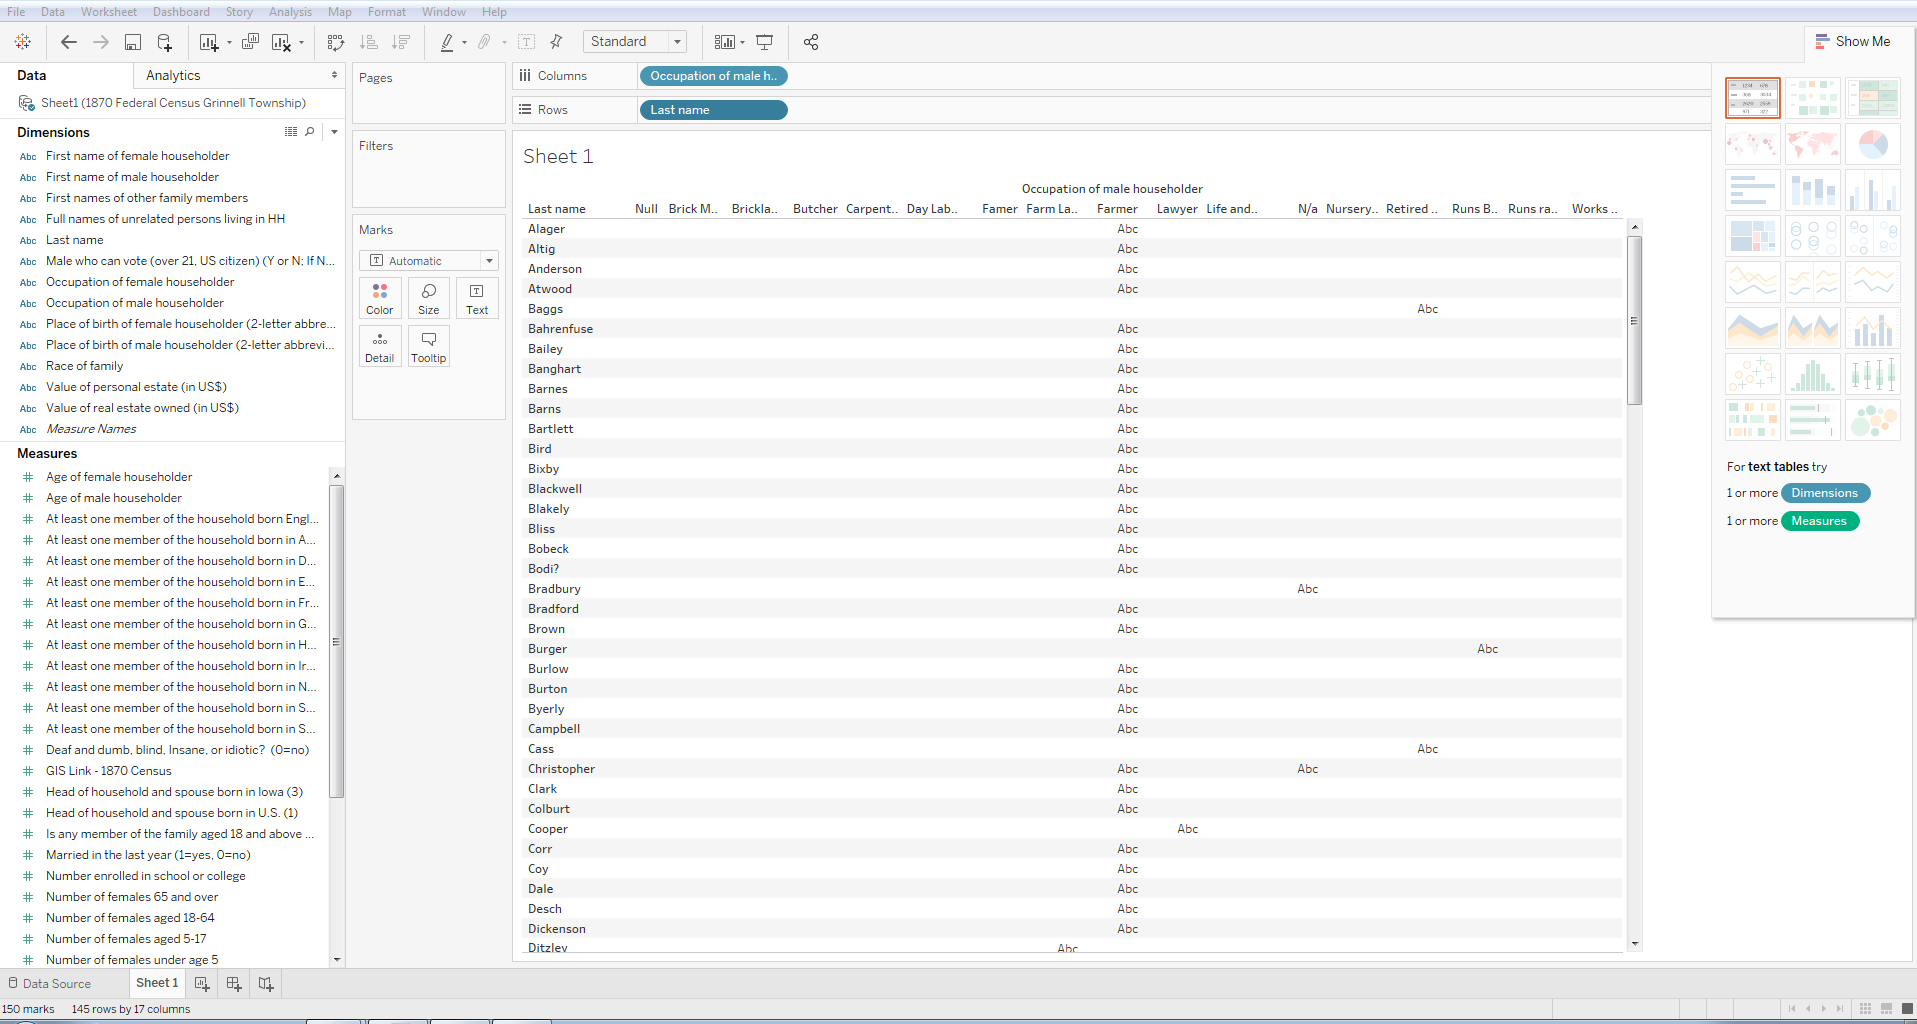 File Data Worksheet Dashboard Story Analysis Map Format Window Help
Standard
Show Me
Data Analytics
Sheet1 (1870 Federal Census Grinnell Township)
Dimensions
Abc First name of female householder
Abc First name of male householder
Abc First names of other family members
Abc Full names of unrelated persons living in HH
Abc Last name
Abc Male who can vote (over 21, US citizen) (Y or N; If N...
Abc Occupation of female householder
Abc Occupation of male householder
Abc Place of birth of female householder (2-letter abbre...
Abc Place of birth of male householder (2-letter abbrevi...
Abc Race of family
Abc Value of personal estate (in US$)
Abc Value of real estate owned (in US$)
Abc Measure Names
Measures
# Age of female householder
# Age of male householder
# At least one member of the household born Engl...
# At least one member of the household born in A...
# At least one member of the household born in D...
# At least one member of the household born in E...
# At least one member of the household born in Fr...
# At least one member of the household born in G...
# At least one member of the household born in H...
# At least one member of the household born in Ir...
# At least one member of the household born in N...
# At least one member of the household born in S...
# At least one member of the household born in S...
# Deaf and dumb, blind, Insane, or idiotic? (0=no)
# GIS Link - 1870 Census
# Head of household and spouse born in Iowa (3)
# Head of household and spouse born in U.S. (1)
# Is any member of the family aged 18 and above ...
# Married in the last year (1=yes, 0=no)
# Number enrolled in school or college
# Number of females 65 and over
# Number of females aged 18-64
# Number of females aged 5-17
# Number of females under age 5
Pages
Filters
Marks
Automatic
Color Size Text
Detail Tooltip
Columns Occupation of male h..
Rows Last name
Sheet 1
Occupation of male householder
Last name Null Brick M.. Brickla.. Butcher Carpent.. Day Lab.. Famer Farm La.. Farmer Lawyer Life and.. N/a Nursery.. Retired .. Runs B.. Runs ra.. Works ..
Alager Abc
Altig Abc
Anderson Abc
Atwood Abc
Baggs Abc
Bahrenfuse Abc
Bailey Abc
Banghart Abc
Barnes Abc
Barns Abc
Bartlett Abc
Bird Abc
Bixby Abc
Blackwell Abc
Blakely Abc
Bliss Abc
Bobeck Abc
Bodi? Abc
Bradbury Abc
Bradford Abc
Brown Abc
Burger Abc
Burlow Abc
Burton Abc
Byerly Abc
Campbell Abc
Cass Abc
Christopher Abc Abc
Clark Abc
Colburt Abc
Cooper Abc
Corr Abc
Coy Abc
Dale Abc
Desch Abc
Dickenson Abc
Ditzley Abc
For text tables try
1 or more Dimensions
1 or more Measures
Data Source Sheet 1
150 marks 145 rows by 17 columns